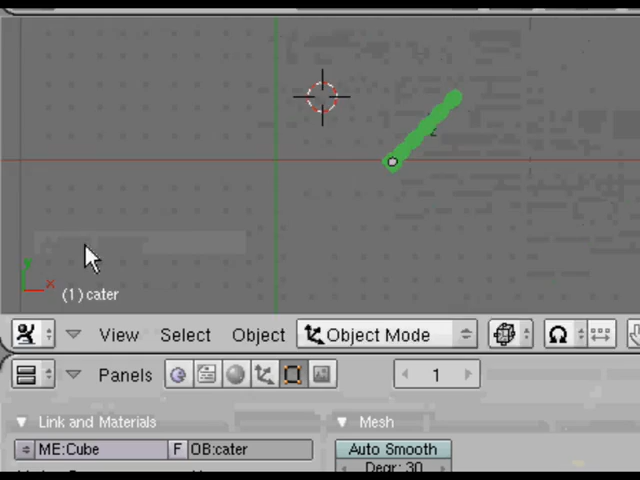 z
y
x
(1) cater
View Select Object Object Mode
Panels 1
Link and Materials Mesh
ME:Cube F OB:cater Auto Smooth
Degr: 30